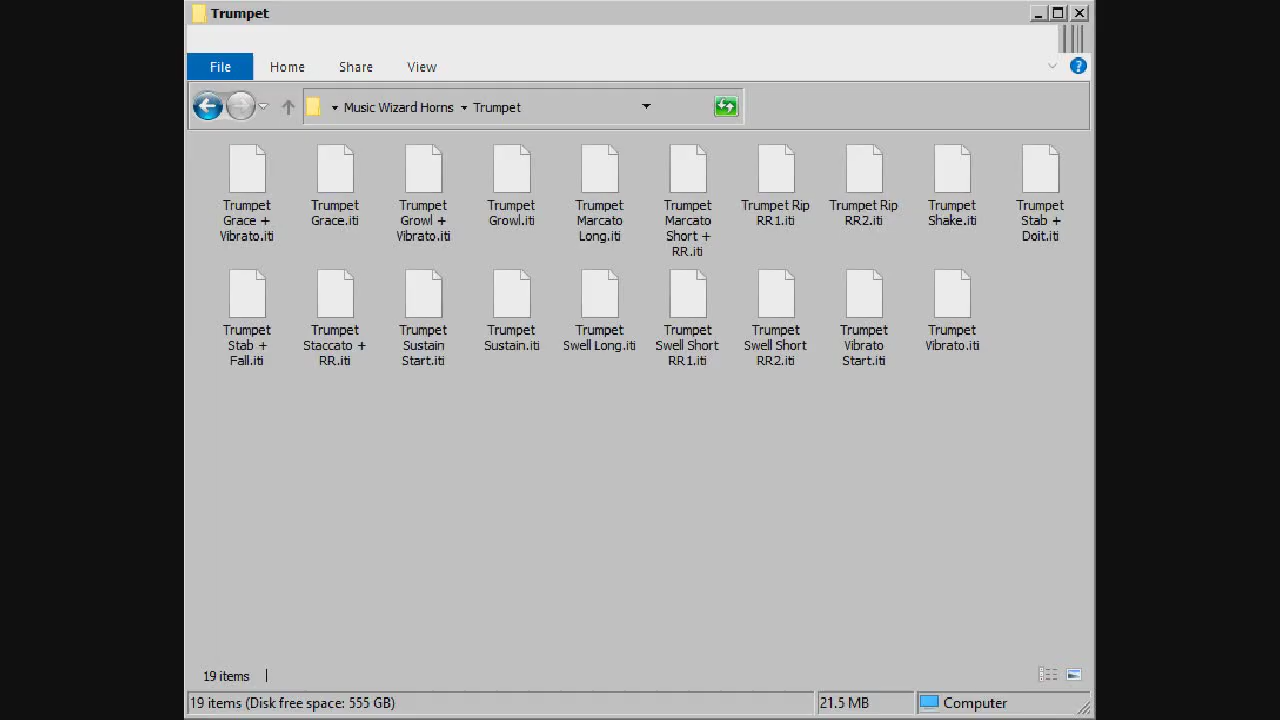 Trumpet
File Home Share View
Music Wizard Horns Trumpet
Trumpet Grace + Vibrato.iti
Trumpet Grace.iti
Trumpet Growl + Vibrato.iti
Trumpet Growl.iti
Trumpet Marcato Long.iti
Trumpet Marcato Short + RR.iti
Trumpet Rip RR1.iti
Trumpet Rip RR2.iti
Trumpet Shake.iti
Trumpet Stab + Doit.iti
Trumpet Stab + Fall.iti
Trumpet Staccato + RR.iti
Trumpet Sustain Start.iti
Trumpet Sustain.iti
Trumpet Swell Long.iti
Trumpet Swell Short RR1.iti
Trumpet Swell Short RR2.iti
Trumpet Vibrato Start.iti
Trumpet Vibrato.iti
19 items
19 items (Disk free space: 555 GB) 21.5 MB Computer